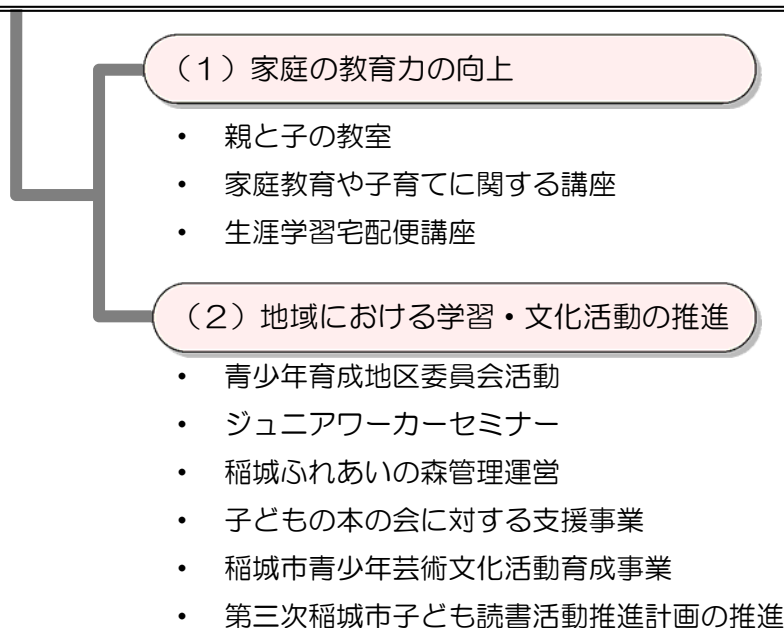 （1）家庭の教育力の向上
・ 親と子の教室
・ 家庭教育や子育てに関する講座
・ 生涯学習宅配便講座
（2）地域における学習・文化活動の推進
・ 青少年育成地区委員会活動
・ ジュニアワーカーセミナー
・ 稲城ふれあいの森管理運営
・ 子どもの本の会に対する支援事業
・ 稲城市青少年芸術文化活動育成事業
・ 第三次稲城市子ども読書活動推進計画の推進